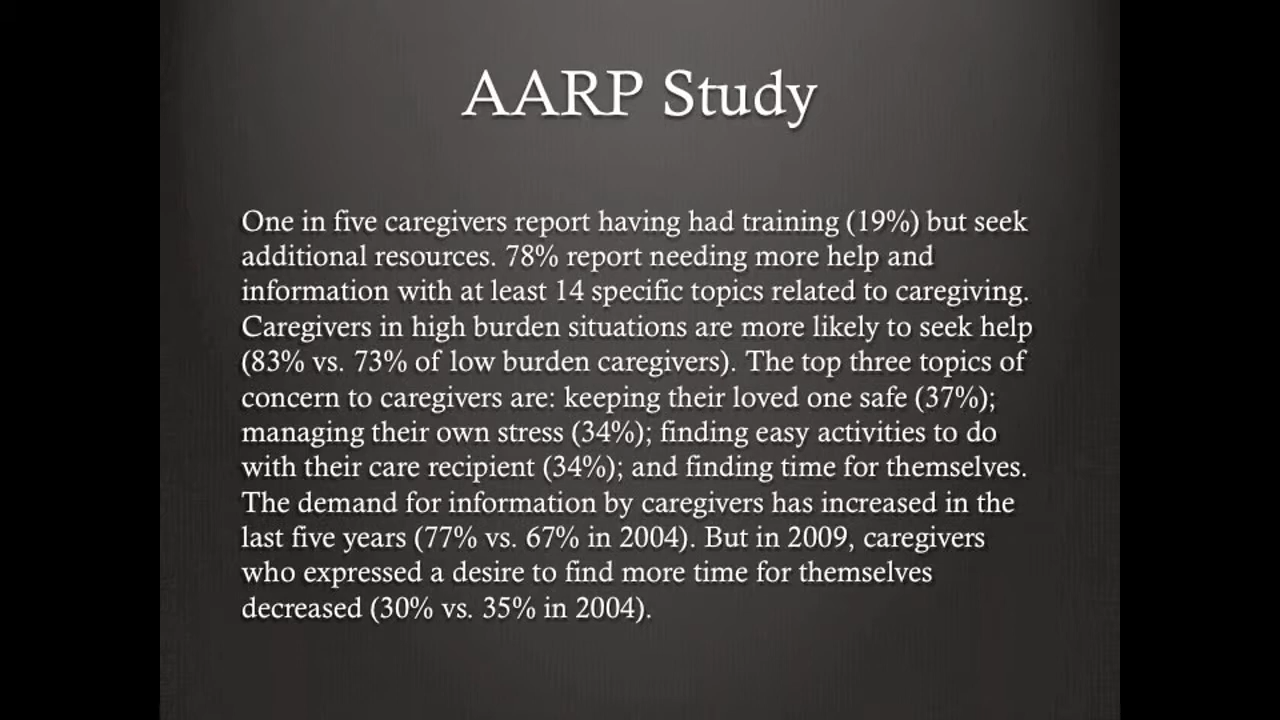 AARP Study
One in five caregivers report having had training (19%) but seek
additional resources. 78% report needing more help and
information with at least 14 specific topics related to caregiving.
Caregivers in high burden situations are more likely to seek help
(83% vs. 73% of low burden caregivers). The top three topics of
concern to caregivers are: keeping their loved one safe (37%);
managing their own stress (34%); finding easy activities to do
with their care recipient (34%); and finding time for themselves.
The demand for information by caregivers has increased in the
last five years (77% vs. 67% in 2004). But in 2009, caregivers
who expressed a desire to find more time for themselves
decreased (30% vs. 35% in 2004).